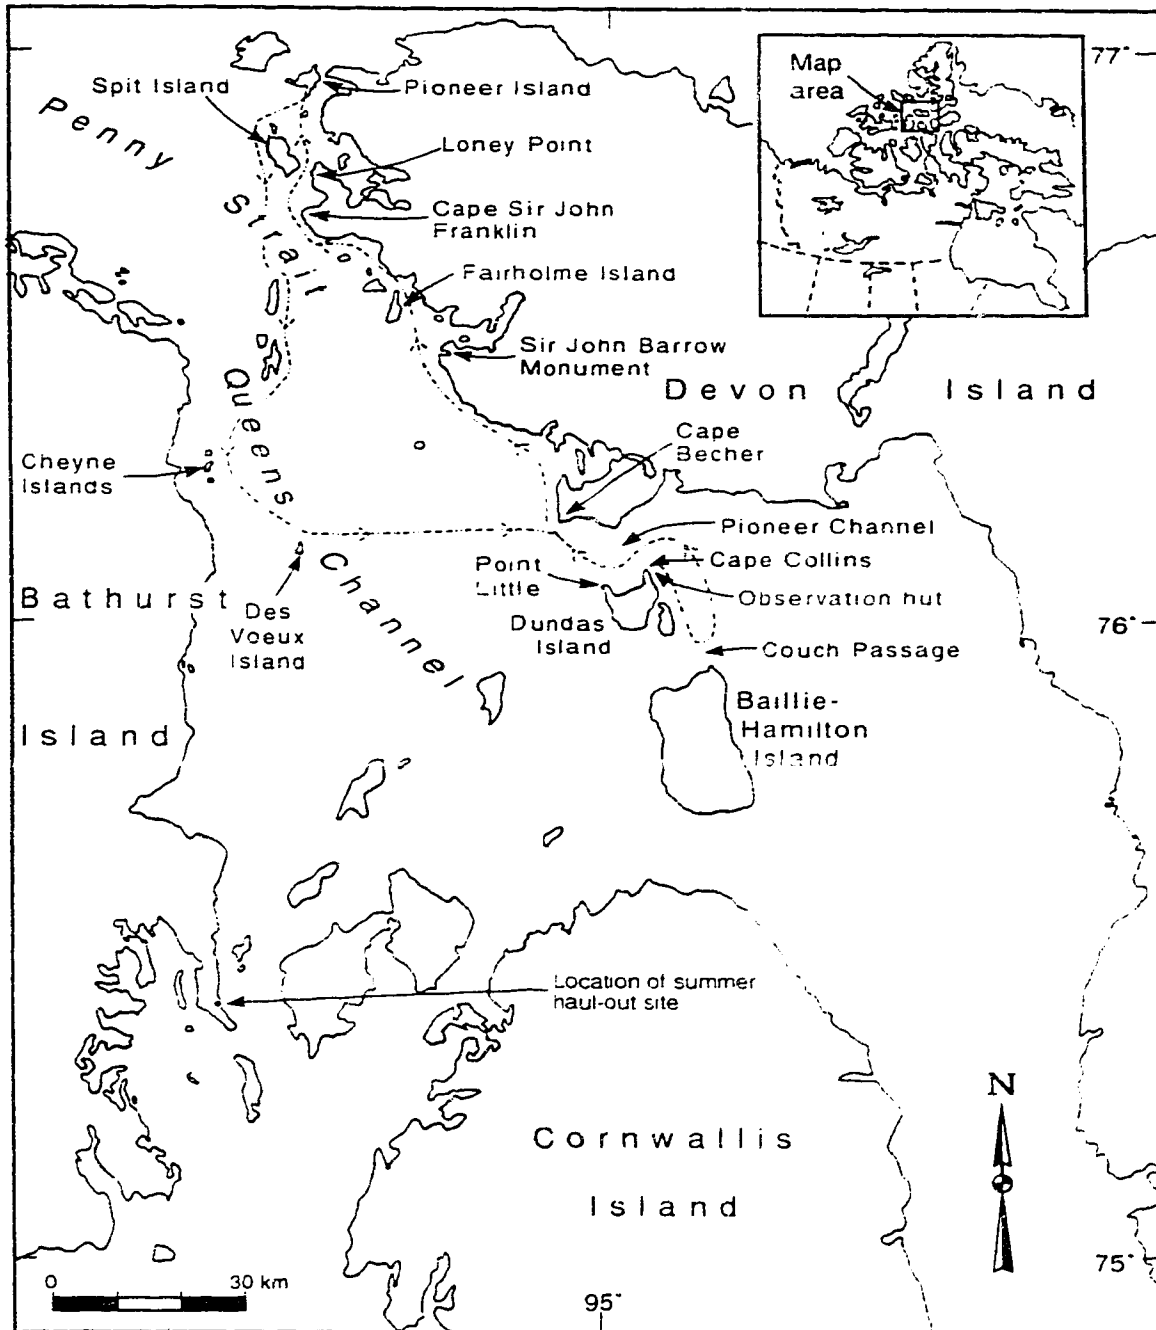 77°
Map
area
Spit Island
Pioneer Island
Penny Strait
Loney Point
Cape Sir John
Franklin
Fairholme Island
Sir John Barrow
Monument
Devon Island
Queens Channel
Cape
Becher
Cheyne
Islands
Pioneer Channel
Cape Collins
Point
Little
Observation hut
Bathurst
Island
Des
Voeux
Island
Dundas
Island
76°
Couch Passage
Baillie-
Hamilton
Island
Location of summer
haul-out site
N
Cornwallis
Island
75°
0 30 km
95°